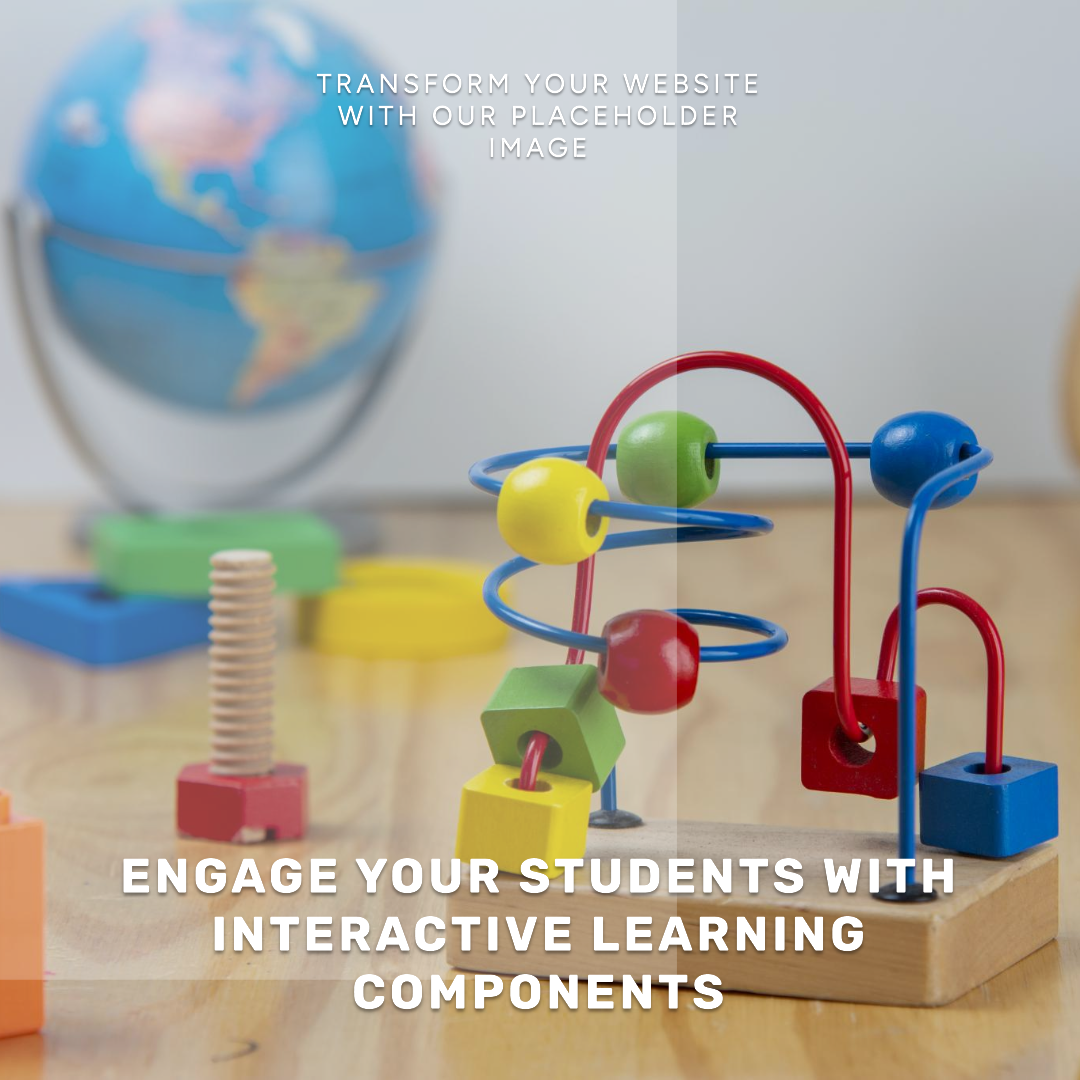 TRANSFORM YOUR WEBSITE
WITH OUR PLACEHOLDER
IMAGE
ENGAGE YOUR STUDENTS WITH
INTERACTIVE LEARNING
COMPONENTS